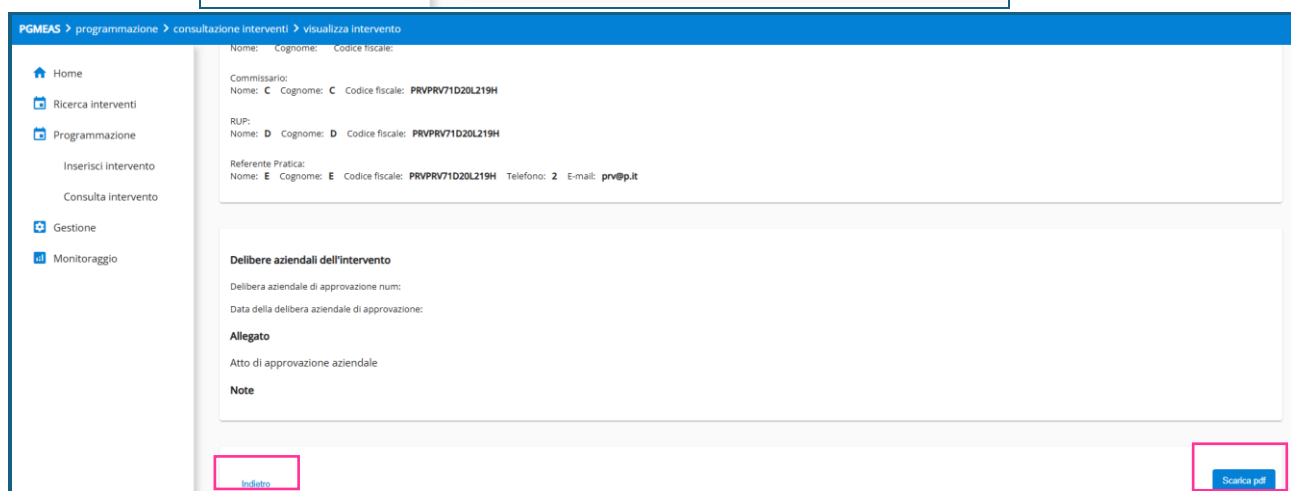 PGMEAS > programmazione > consultazione interventi > visualizza intervento
Home
Ricerca interventi
Programmazione
Inserisci intervento
Consulta intervento
Gestione
Monitoraggio
Nome: Cognome: Codice fiscale:
Commissario:
Nome: C Cognome: C Codice fiscale: PRVPRV71D20L219H
RUP:
Nome: D Cognome: D Codice fiscale: PRVPRV71D20L219H
Referente Pratica:
Nome: E Cognome: E Codice fiscale: PRVPRV71D20L219H Telefono: 2 E-mail: prv@p.it
Delibere aziendali dell'intervento
Delibera aziendale di approvazione num:
Data della delibera aziendale di approvazione:
Allegato
Atto di approvazione aziendale
Note
Indietro
Scarica pdf